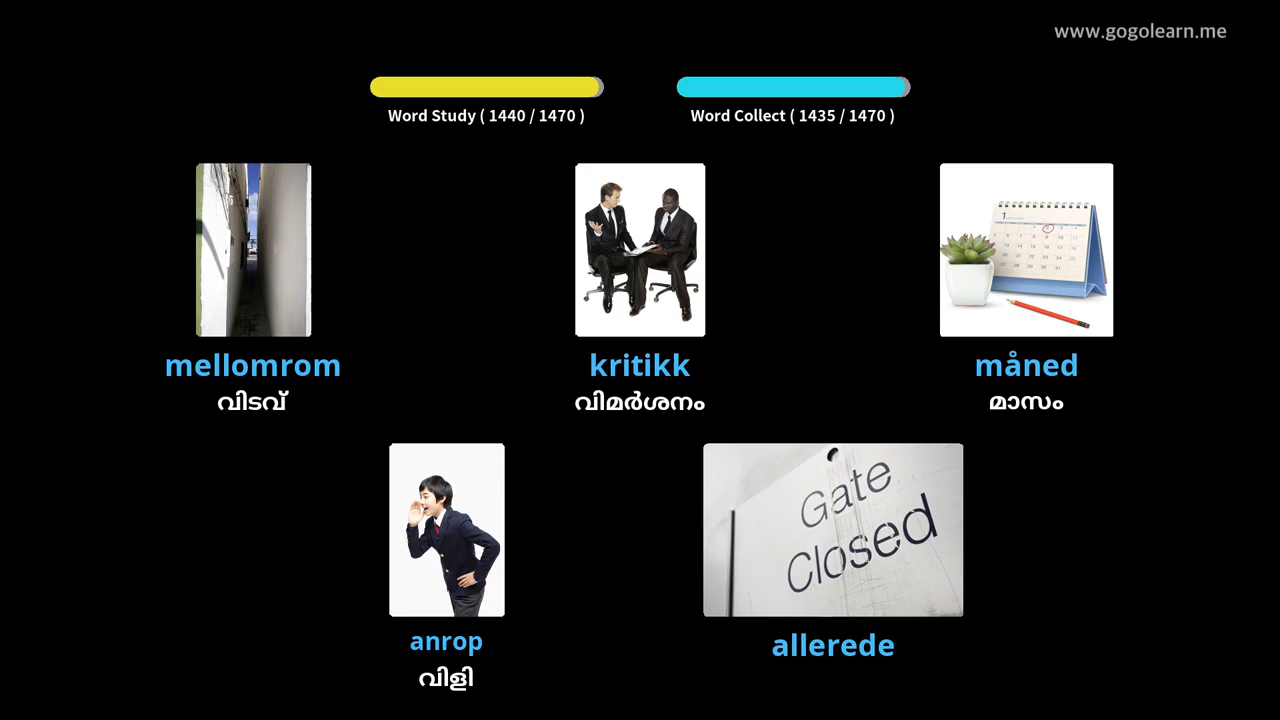 www.gogolearn.me
Word Study ( 1440 / 1470 )
Word Collect ( 1435 / 1470 )
mellomrom
വിടവ്
kritikk
വിമർശനം
måned
മാസം
Gate
Closed
anrop
വിളി
allerede